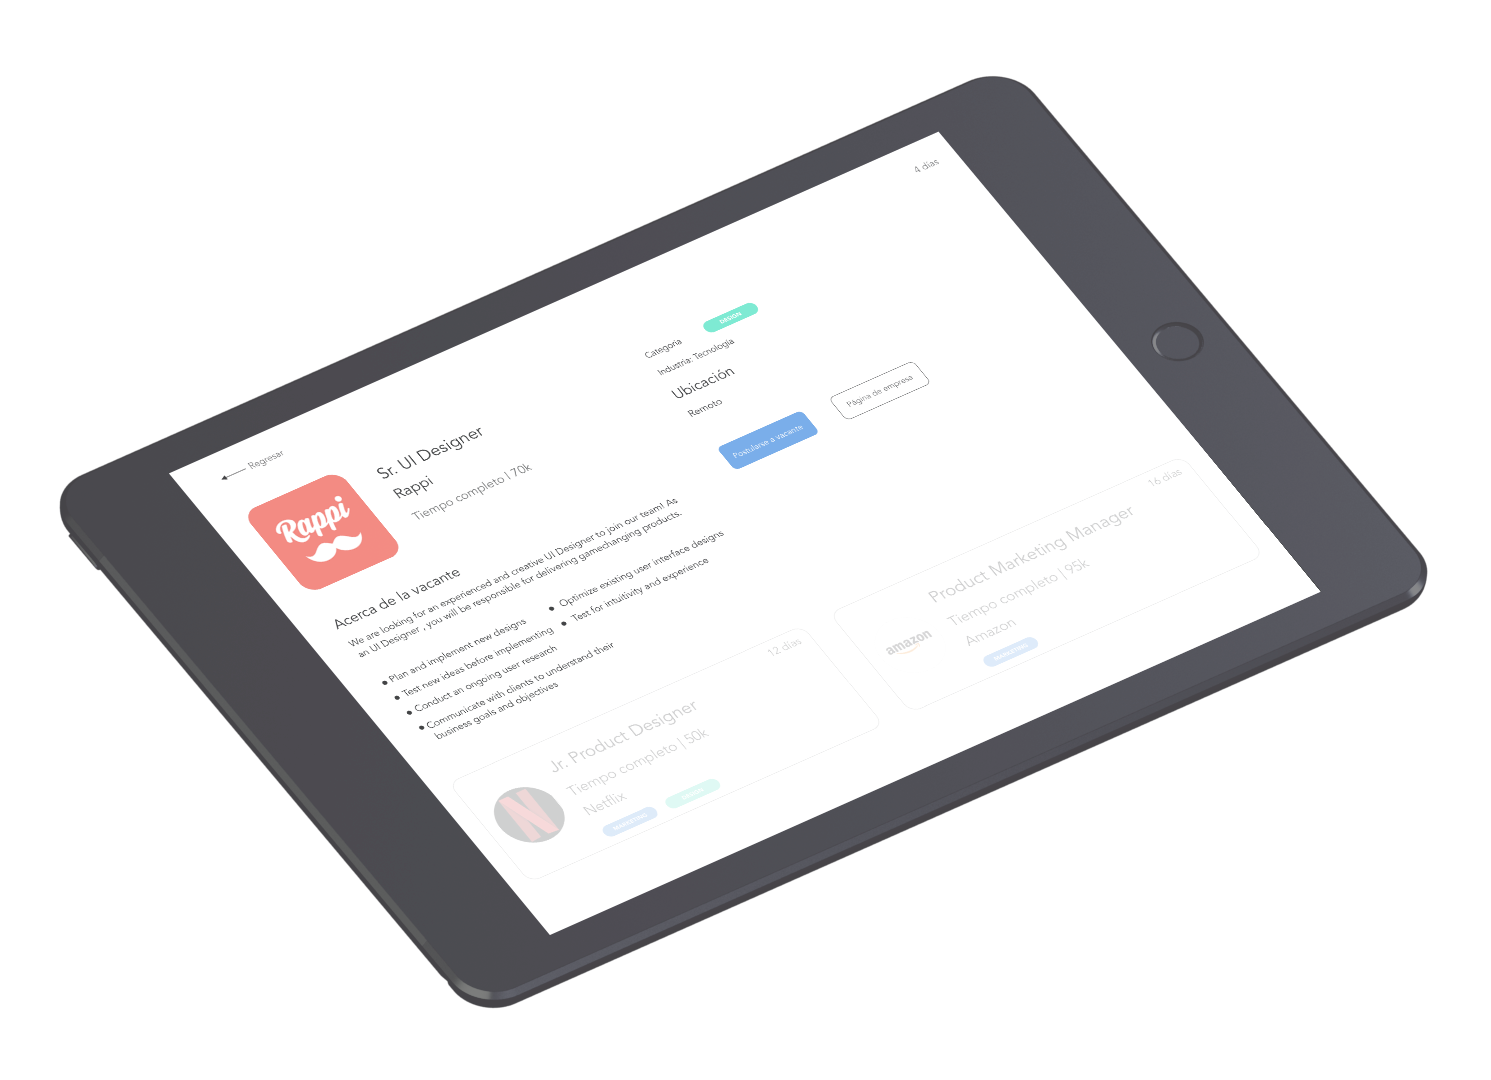 4 días
Regresar
Rappi
Sr. UI Designer
Rappi
Tiempo completo | 70k
Categoria
DESIGN
Industria: Tecnología
Ubicación
Remoto
Postularse a vacante
Página de empresa
Acerca de la vacante
We are looking for an experienced and creative UI Designer to join our team! As
an UI Designer , you will be responsible for delivering gamechanging products.
Plan and implement new designs
Test new ideas before implementing
Conduct an ongoing user research
Communicate with clients to understand their
business goals and objectives
Optimize existing user interface designs
Test for intuitivity and experience
12 días
Jr. Product Designer
Tiempo completo | 50k
Netflix
MARKETING
16 días
Product Marketing Manager
amazon
Tiempo completo | 95k
Amazon
MARKETING